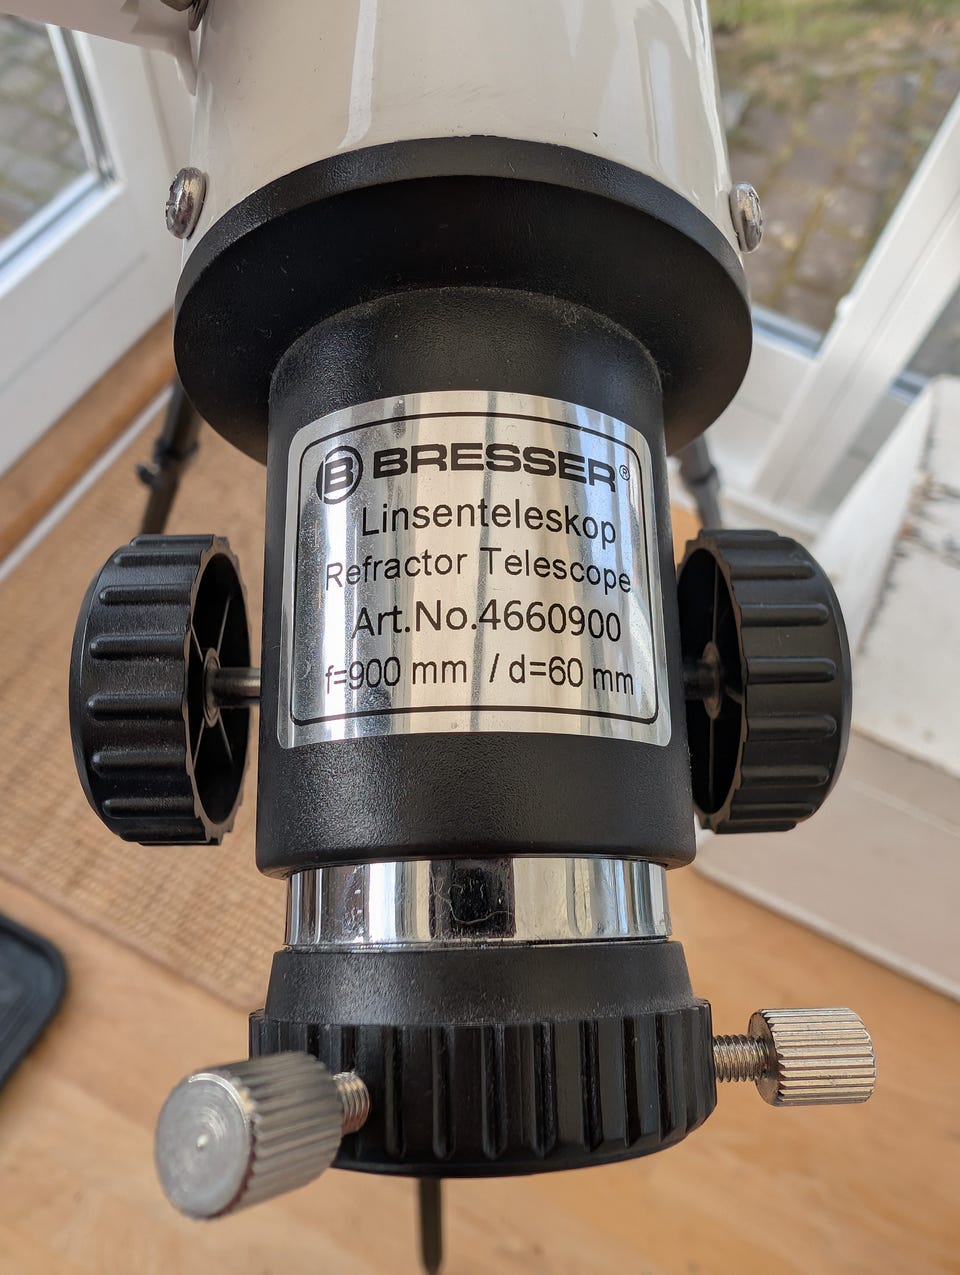 B BRESSER®
Linsenteleskop
Refractor Telescope
Art.No.4660900
f=900 mm / d=60 mm